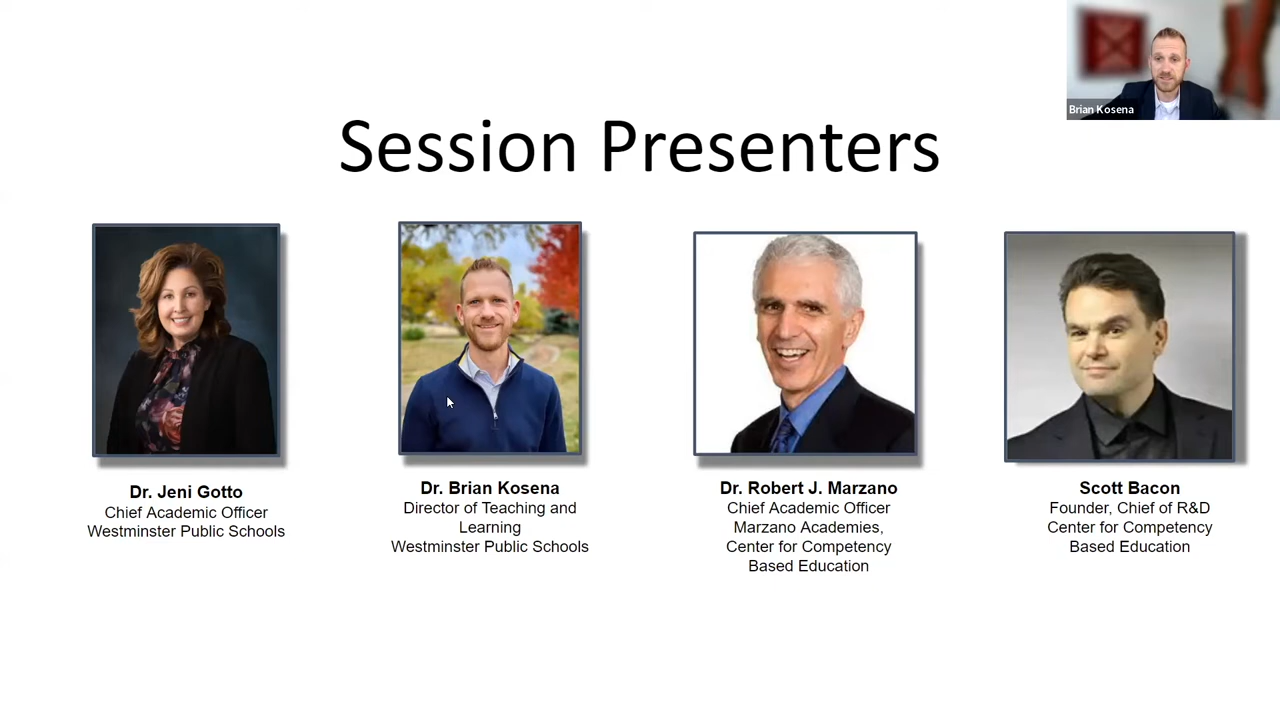 Brian Kosena
Session Presenters
Dr. Jeni Gotto
Chief Academic Officer
Westminster Public Schools
Dr. Brian Kosena
Director of Teaching and
Learning
Westminster Public Schools
Dr. Robert J. Marzano
Chief Academic Officer
Marzano Academies,
Center for Competency
Based Education
Scott Bacon
Founder, Chief of R&D
Center for Competency
Based Education